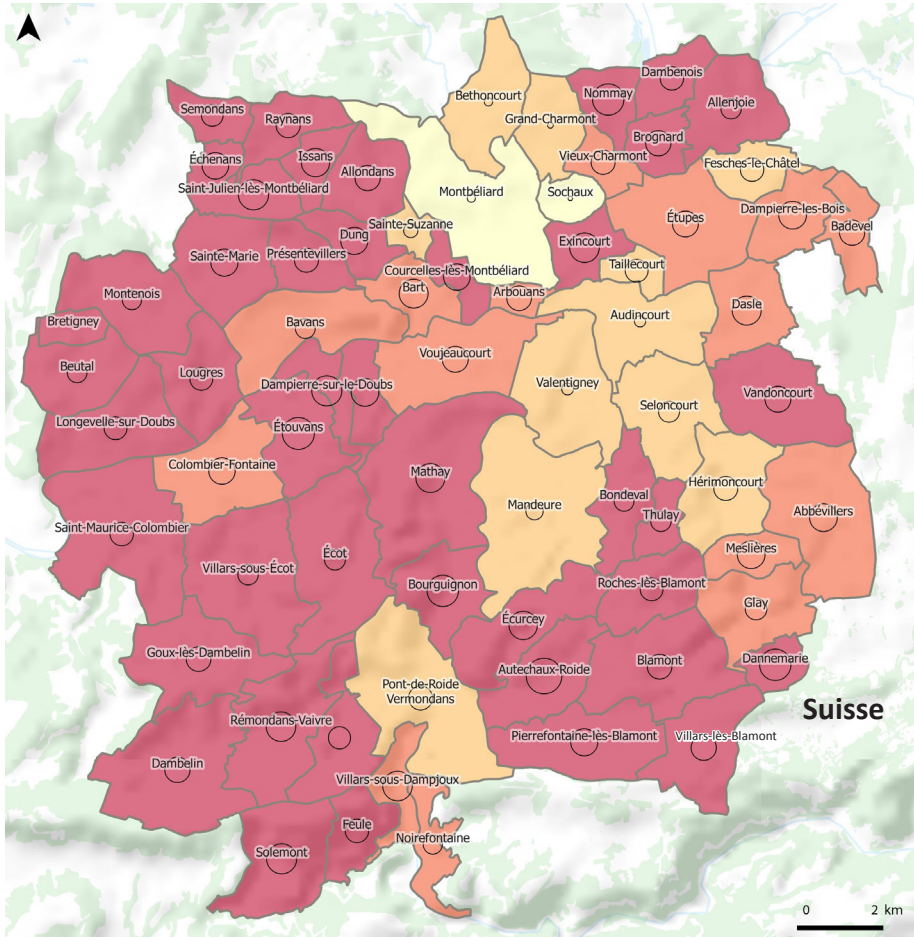 Dambenois
Bethoncourt
Nommay
Allenjoie
Semondans
Raynans
Grand-Charmont
Brognard
Échenans
Issans
Vieux-Charmont
Fesches-le-Châtel
Allondans
Saint-Julien-lès-Montbéliard
Montbéliard
Sochaux
Dampierre-les-Bois
Étupes
Badevel
Sainte-Suzanne
Dung
Exincourt
Sainte-Marie
Présentevillers
Taillecourt
Courcelles-lès-Montbéliard
Bart
Arbouans
Montenois
Dasle
Bretigney
Bavans
Audincourt
Voujeaucourt
Beutal
Lougres
Dampierre-sur-le-Doubs
Valentigney
Vandoncourt
Seloncourt
Longevelle-sur-Doubs
Étouvans
Colombier-Fontaine
Mathay
Hérimoncourt
Bondeval
Mandeure
Abbévillers
Thulay
Saint-Maurice-Colombier
Meslières
Écot
Villars-sous-Écot
Bourguignon
Roches-lès-Blamont
Glay
Écurcey
Goux-lès-Dambelin
Dannemarie
Autechaux-Roide
Blamont
Pont-de-Roide
Vermondans
Suisse
Rémondans-Vaivre
Pierrefontaine-lès-Blamont
Villars-lès-Blamont
Dambelin
Villars-sous-Dampjoux
Feule
Noirefontaine
Solemont
0 2 km